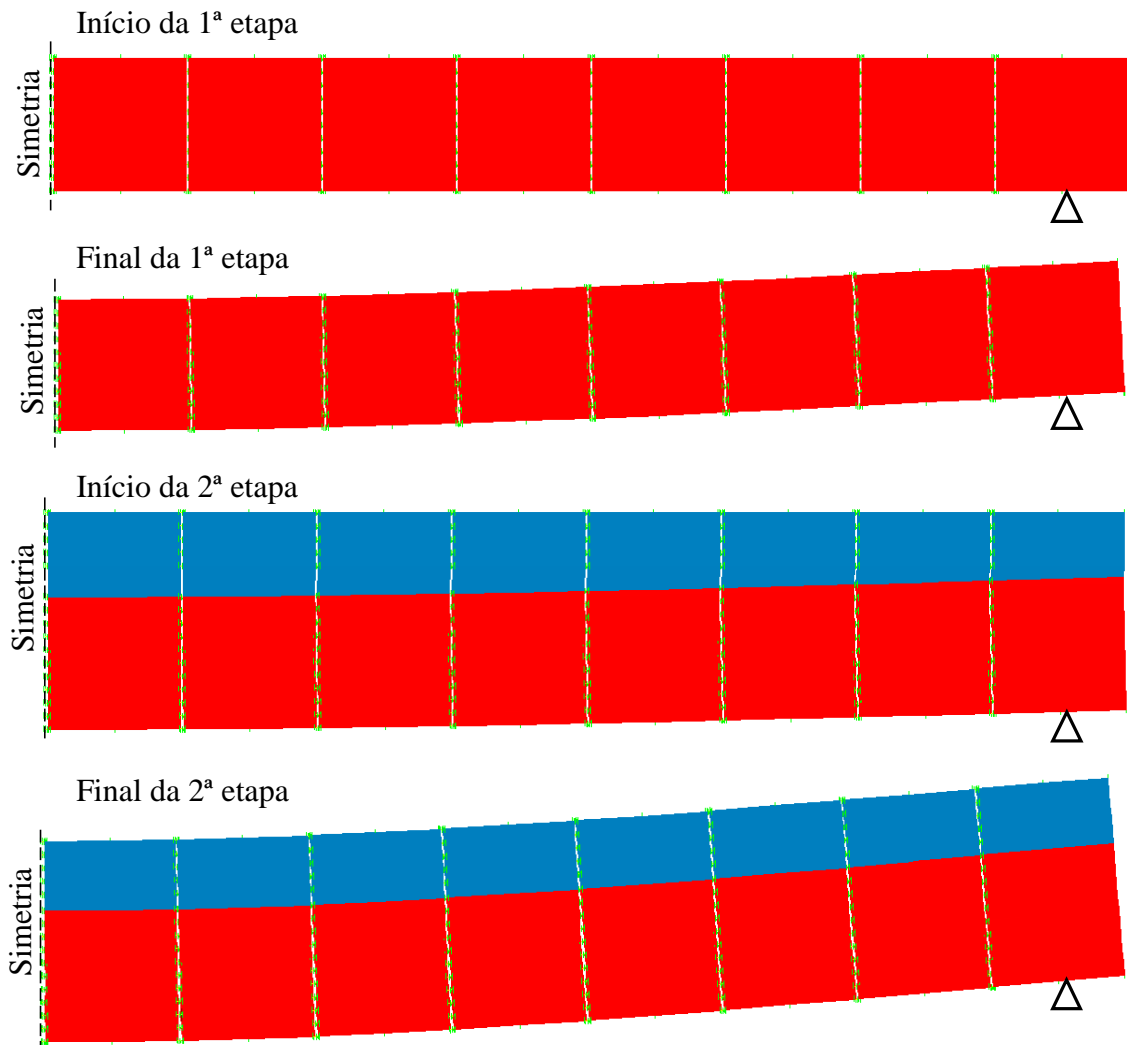 Início da 1ª etapa
Simetria
Final da 1ª etapa
Simetria
Início da 2ª etapa
Simetria
Final da 2ª etapa
Simetria